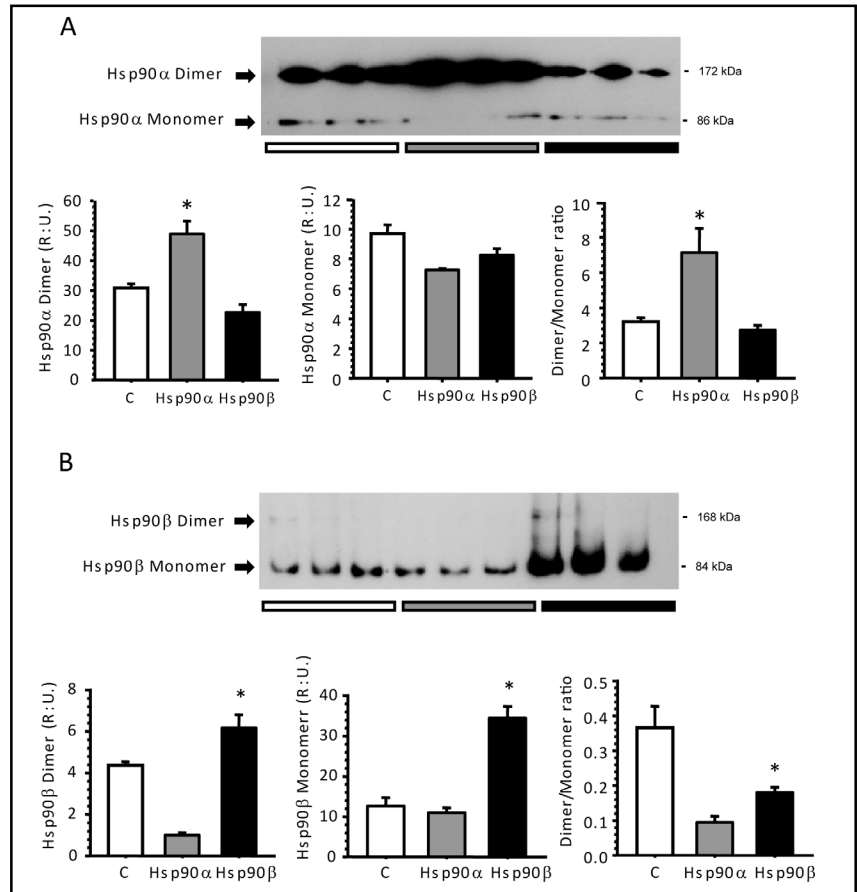 A
Hsp90α Dimer
- 172 kDa
Hsp90α Monomer
- 86 kDa
Hsp90α Dimer (R:U.)
60
50
40
30
20
10
0
C Hsp90α Hsp90β
*
Hsp90α Monomer (R:U.)
12
10
8
6
4
2
0
C Hsp90α Hsp90β
Dimer/Monomer ratio
10
8
6
4
2
0
C Hsp90α Hsp90β
*
B
Hsp90β Dimer
- 168 kDa
Hsp90β Monomer
- 84 kDa
Hsp90β Dimer (R:U.)
8
6
4
2
0
C Hsp90α Hsp90β
*
Hsp90β Monomerr (R:U.)
40
30
20
10
0
C Hsp90α Hsp90β
*
Dimer/Monomer ratio
0.5
0.4
0.3
0.2
0.1
0.0
C Hsp90α Hsp90β
*